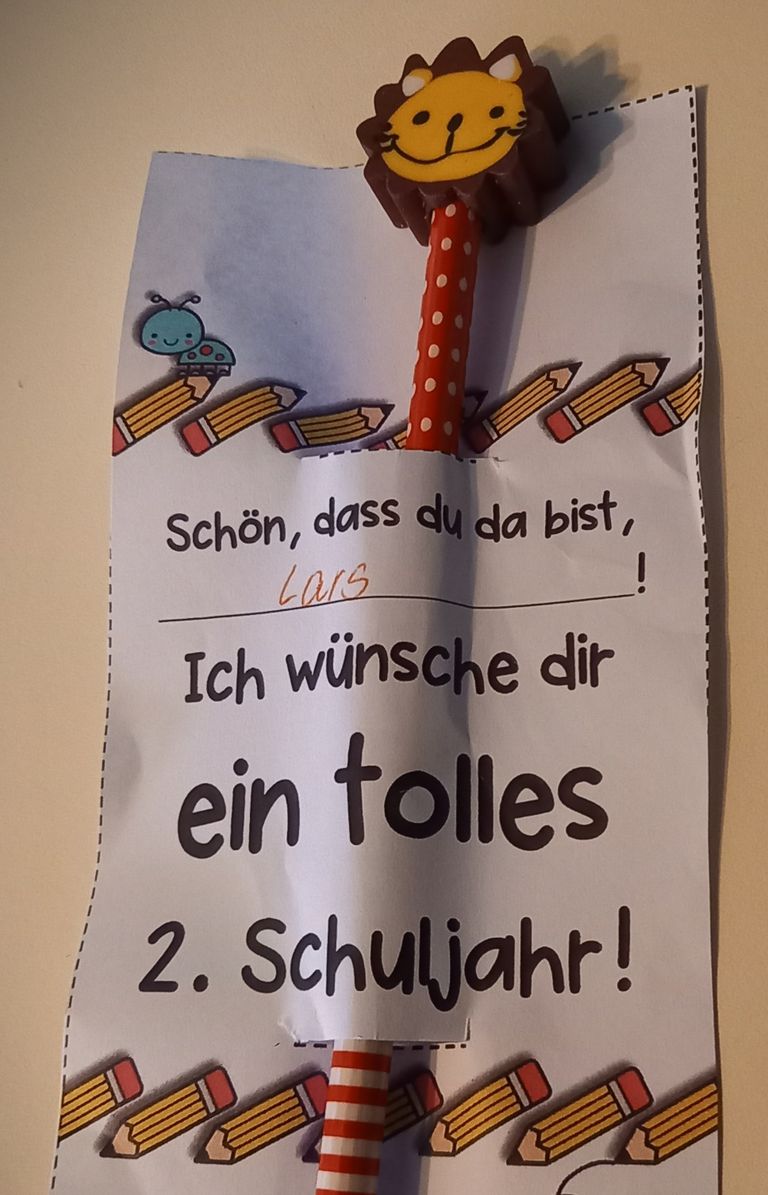 Schön, dass du da bist,
Lars!
Ich wünsche dir
ein tolles
2. Schuljahr!